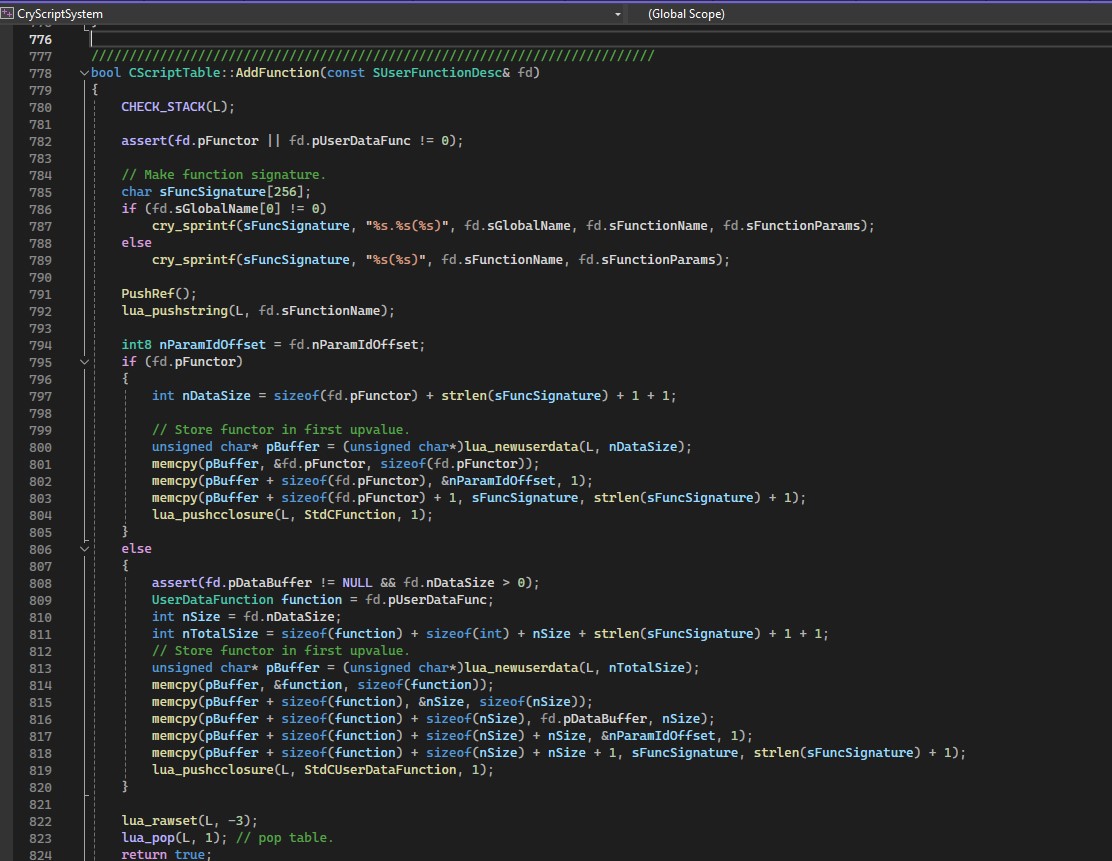 CryScriptSystem (Global Scope)
776
777 ///////////////////////////////////////////////////////////////////////////
778 bool CScriptTable::AddFunction(const SUserFunctionDesc& fd)
779 {
780 CHECK_STACK(L);
781
782 assert(fd.pFunctor || fd.pUserDataFunc != 0);
783
784 // Make function signature.
785 char sFuncSignature[256];
786 if (fd.sGlobalName[0] != 0)
787 cry_sprintf(sFuncSignature, "%s.%s(%s)", fd.sGlobalName, fd.sFunctionName, fd.sFunctionParams);
788 else
789 cry_sprintf(sFuncSignature, "%s(%s)", fd.sFunctionName, fd.sFunctionParams);
790
791 PushRef();
792 lua_pushstring(L, fd.sFunctionName);
793
794 int8 nParamIdOffset = fd.nParamIdOffset;
795 if (fd.pFunctor)
796 {
797 int nDataSize = sizeof(fd.pFunctor) + strlen(sFuncSignature) + 1 + 1;
798
799 // Store functor in first upvalue.
800 unsigned char* pBuffer = (unsigned char*)lua_newuserdata(L, nDataSize);
801 memcpy(pBuffer, &fd.pFunctor, sizeof(fd.pFunctor));
802 memcpy(pBuffer + sizeof(fd.pFunctor), &nParamIdOffset, 1);
803 memcpy(pBuffer + sizeof(fd.pFunctor) + 1, sFuncSignature, strlen(sFuncSignature) + 1);
804 lua_pushcclosure(L, StdCFunction, 1);
805 }
806 else
807 {
808 assert(fd.pDataBuffer != NULL && fd.nDataSize > 0);
809 UserDataFunction function = fd.pUserDataFunc;
810 int nSize = fd.nDataSize;
811 int nTotalSize = sizeof(function) + sizeof(int) + nSize + strlen(sFuncSignature) + 1 + 1;
812 // Store functor in first upvalue.
813 unsigned char* pBuffer = (unsigned char*)lua_newuserdata(L, nTotalSize);
814 memcpy(pBuffer, &function, sizeof(function));
815 memcpy(pBuffer + sizeof(function), &nSize, sizeof(nSize));
816 memcpy(pBuffer + sizeof(function) + sizeof(nSize), fd.pDataBuffer, nSize);
817 memcpy(pBuffer + sizeof(function) + sizeof(nSize) + nSize, &nParamIdOffset, 1);
818 memcpy(pBuffer + sizeof(function) + sizeof(nSize) + nSize + 1, sFuncSignature, strlen(sFuncSignature) + 1);
819 lua_pushcclosure(L, StdCUserDataFunction, 1);
820 }
821
822 lua_rawset(L, -3);
823 lua_pop(L, 1); // pop table.
824 return true;